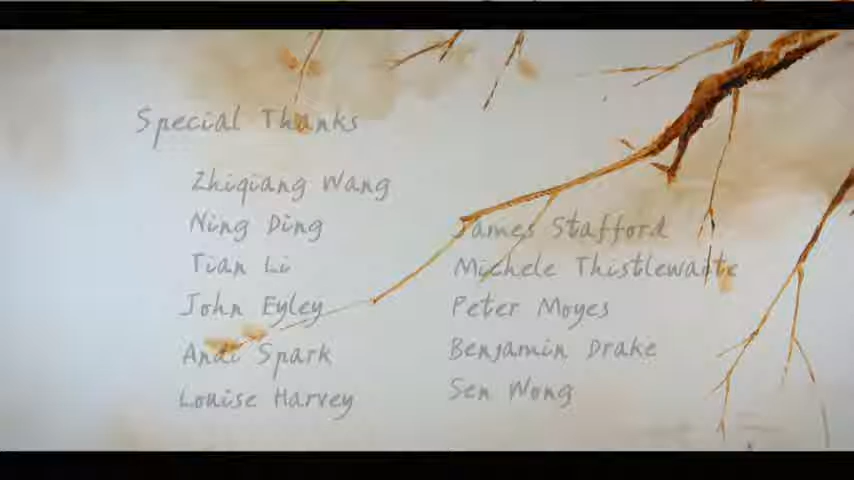 Special Thanks
Zhiqiang Wang
Ning Ding
Tian Li
John Eyley
Andi Spark
Louise Harvey
James Stafford
Michele Thistlewaite
Peter Moyes
Benjamin Drake
Sen Wong